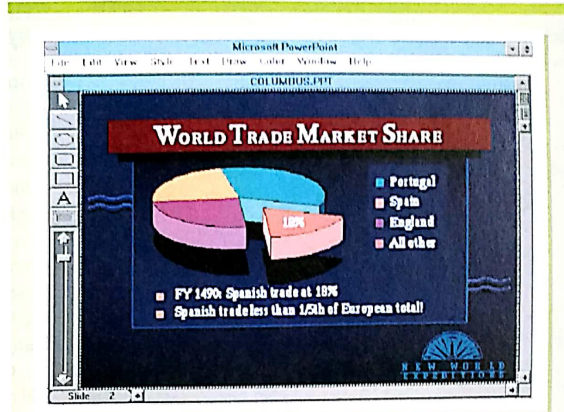 Microsoft PowerPoint
File Edit View Style Text Draw Color Window Help
COLUMBUS.PPT
WORLD TRADE MARKET SHARE
Portugal
Spain
England
All other
18%
FY 1490: Spanish trade at 18%
Spanish trade less than 1/5th of European total!
NEW WORLD
EXPEDITIONS
A
Slide 2